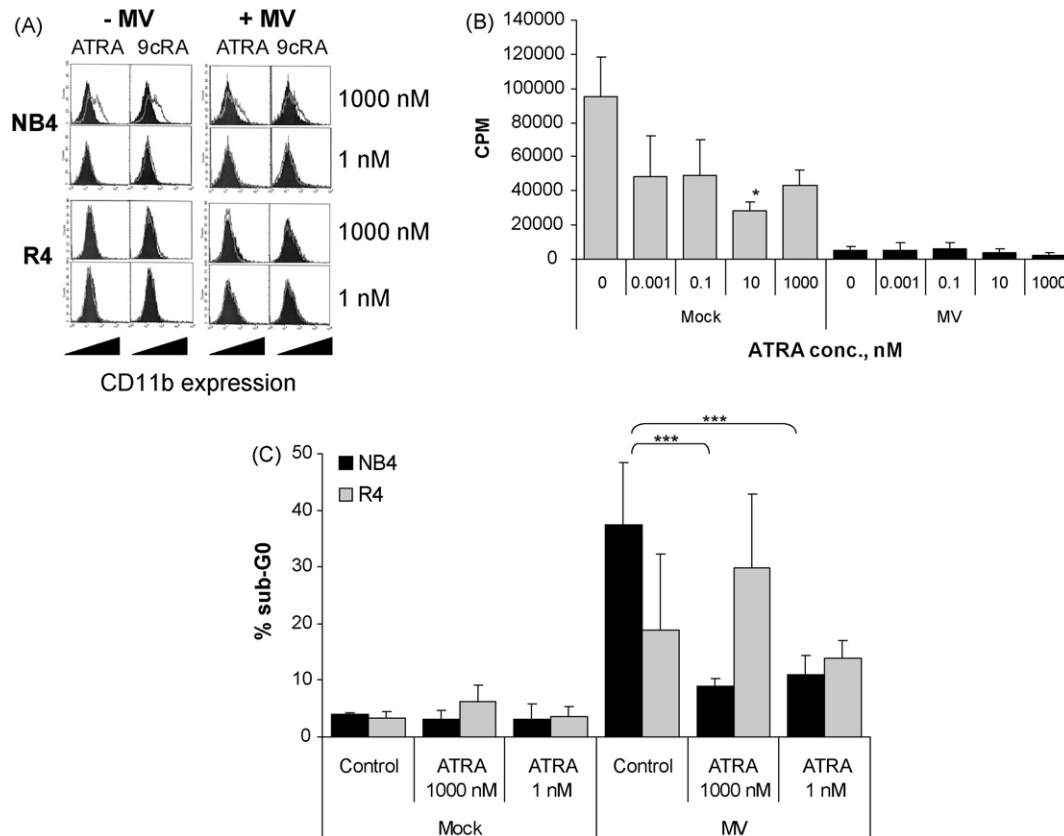 (A)
- MV + MV
ATRA 9cRA ATRA 9cRA
NB4
1000 nM
1 nM
R4
1000 nM
1 nM
CD11b expression
(B)
CPM
140000
120000
100000
80000
60000
40000
20000
0
*
0 0.001 0.1 10 1000 0 0.001 0.1 10 1000
Mock MV
ATRA conc., nM
(C)
NB4
R4
% sub-G0
50
40
30
20
10
0
***
***
Control ATRA 1000 nM ATRA 1 nM Control ATRA 1000 nM ATRA 1 nM
Mock MV